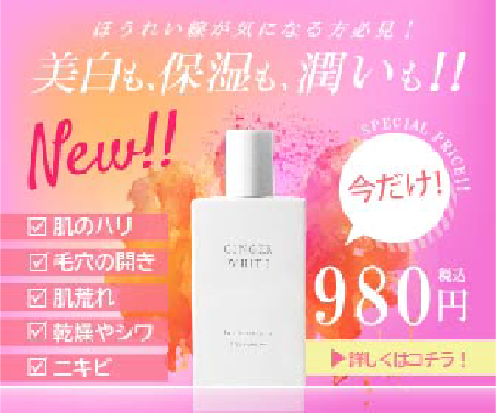 ほうれい線が気になる方必見！
美白も、保湿も、潤いも!!
New!!
SPECIAL PRICE!!
今だけ！
☑肌のハリ
☑毛穴の開き
☑肌荒れ
☑乾燥やシワ
☑ニキビ
GINGER
WHITE
980円
税込
▶詳しくはコチラ！